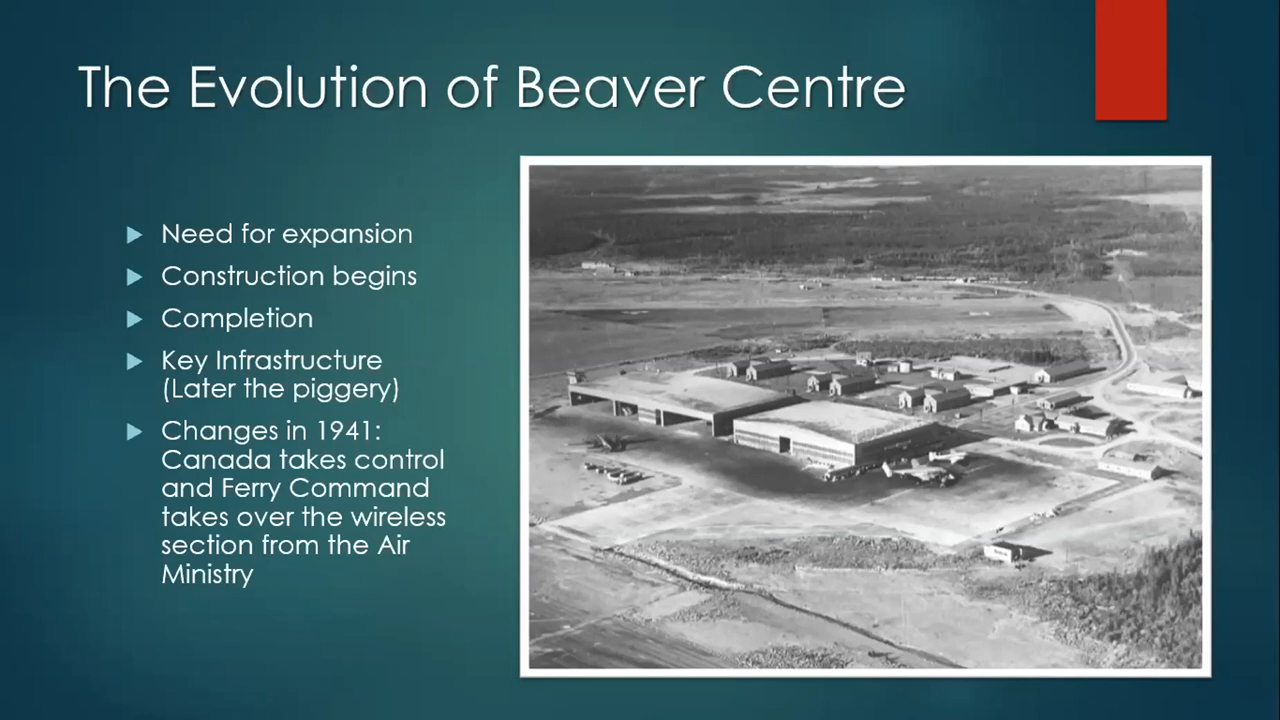 The Evolution of Beaver Centre
Need for expansion
Construction begins
Completion
Key Infrastructure
(Later the piggery)
Changes in 1941:
Canada takes control
and Ferry Command
takes over the wireless
section from the Air
Ministry